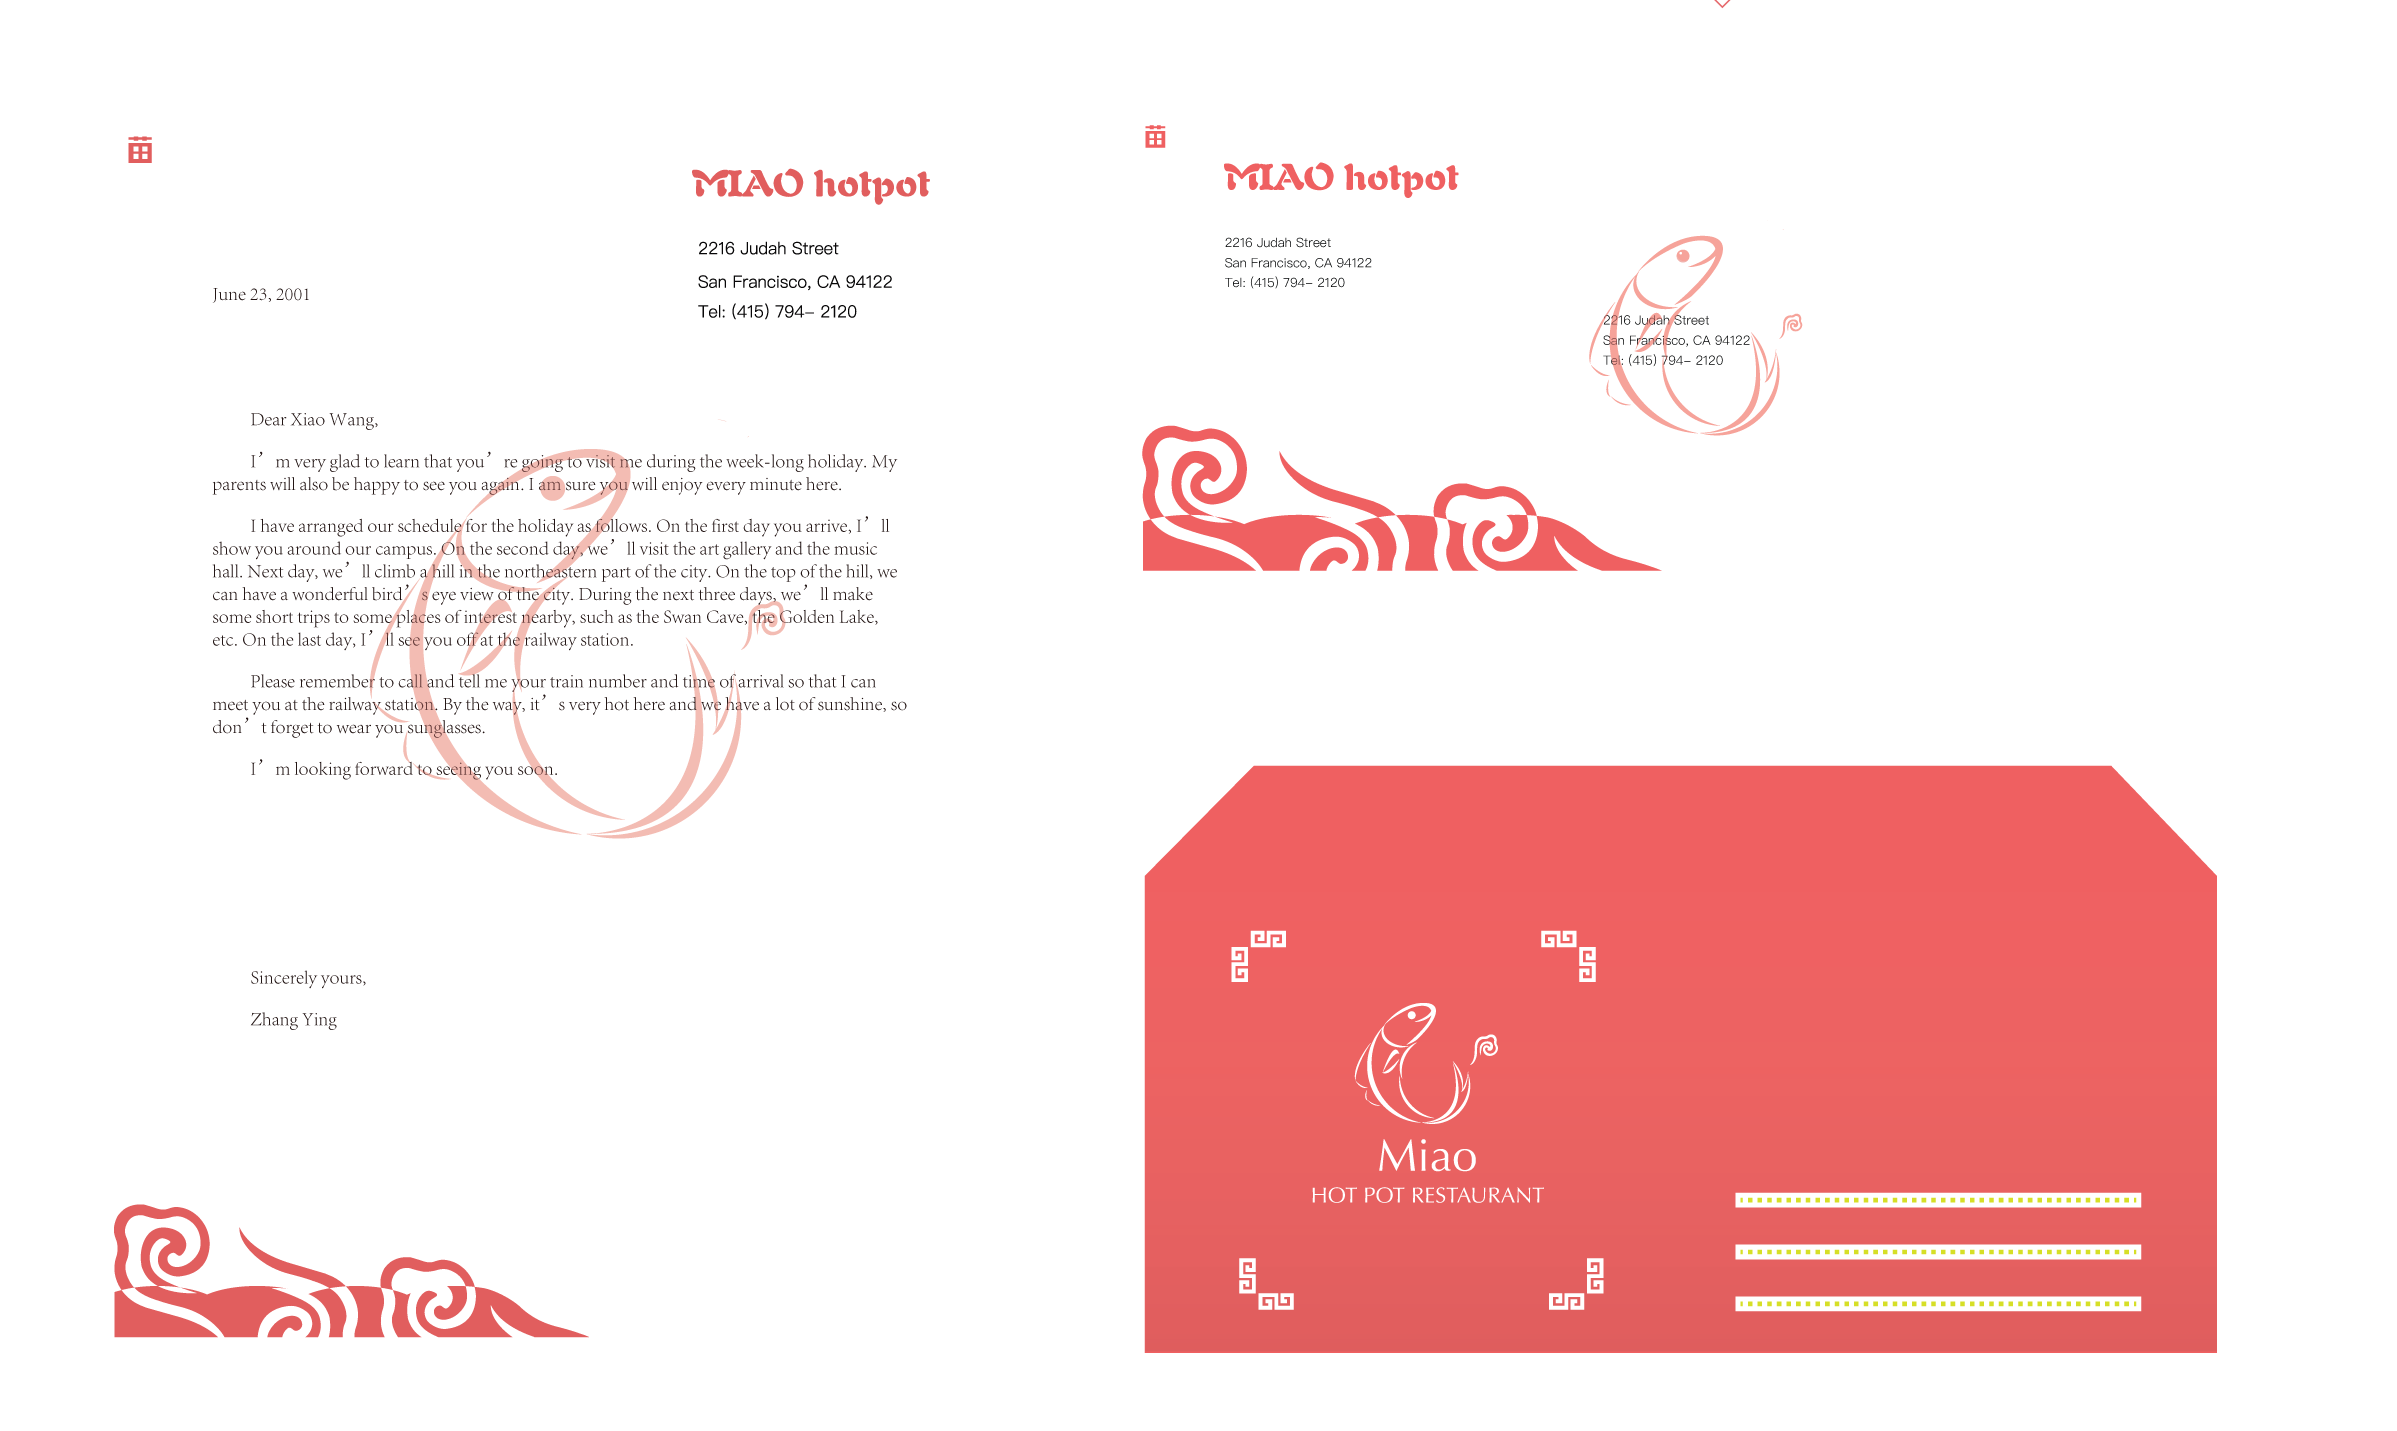 MIAO hotpot
2216 Judah Street
San Francisco, CA 94122
Tel: (415) 794– 2120
June 23, 2001
Dear Xiao Wang,
I’m very glad to learn that you’re going to visit me during the week-long holiday. My
parents will also be happy to see you again. I am sure you will enjoy every minute here.
I have arranged our schedule for the holiday as follows. On the first day you arrive, I’ll
show you around our campus. On the second day, we’ll visit the art gallery and the music
hall. Next day, we’ll climb a hill in the northeastern part of the city. On the top of the hill, we
can have a wonderful bird’s eye view of the city. During the next three days, we’ll make
some short trips to some places of interest nearby, such as the Swan Cave, the Golden Lake,
etc. On the last day, I’ll see you off at the railway station.
Please remember to call and tell me your train number and time of arrival so that I can
meet you at the railway station. By the way, it’s very hot here and we have a lot of sunshine, so
don’t forget to wear you sunglasses.
I’m looking forward to seeing you soon.
Sincerely yours,
Zhang Ying
MIAO hotpot
2216 Judah Street
San Francisco, CA 94122
Tel: (415) 794– 2120
2216 Judah Street
San Francisco, CA 94122
Tel: (415) 794– 2120
Miao
HOT POT RESTAURANT